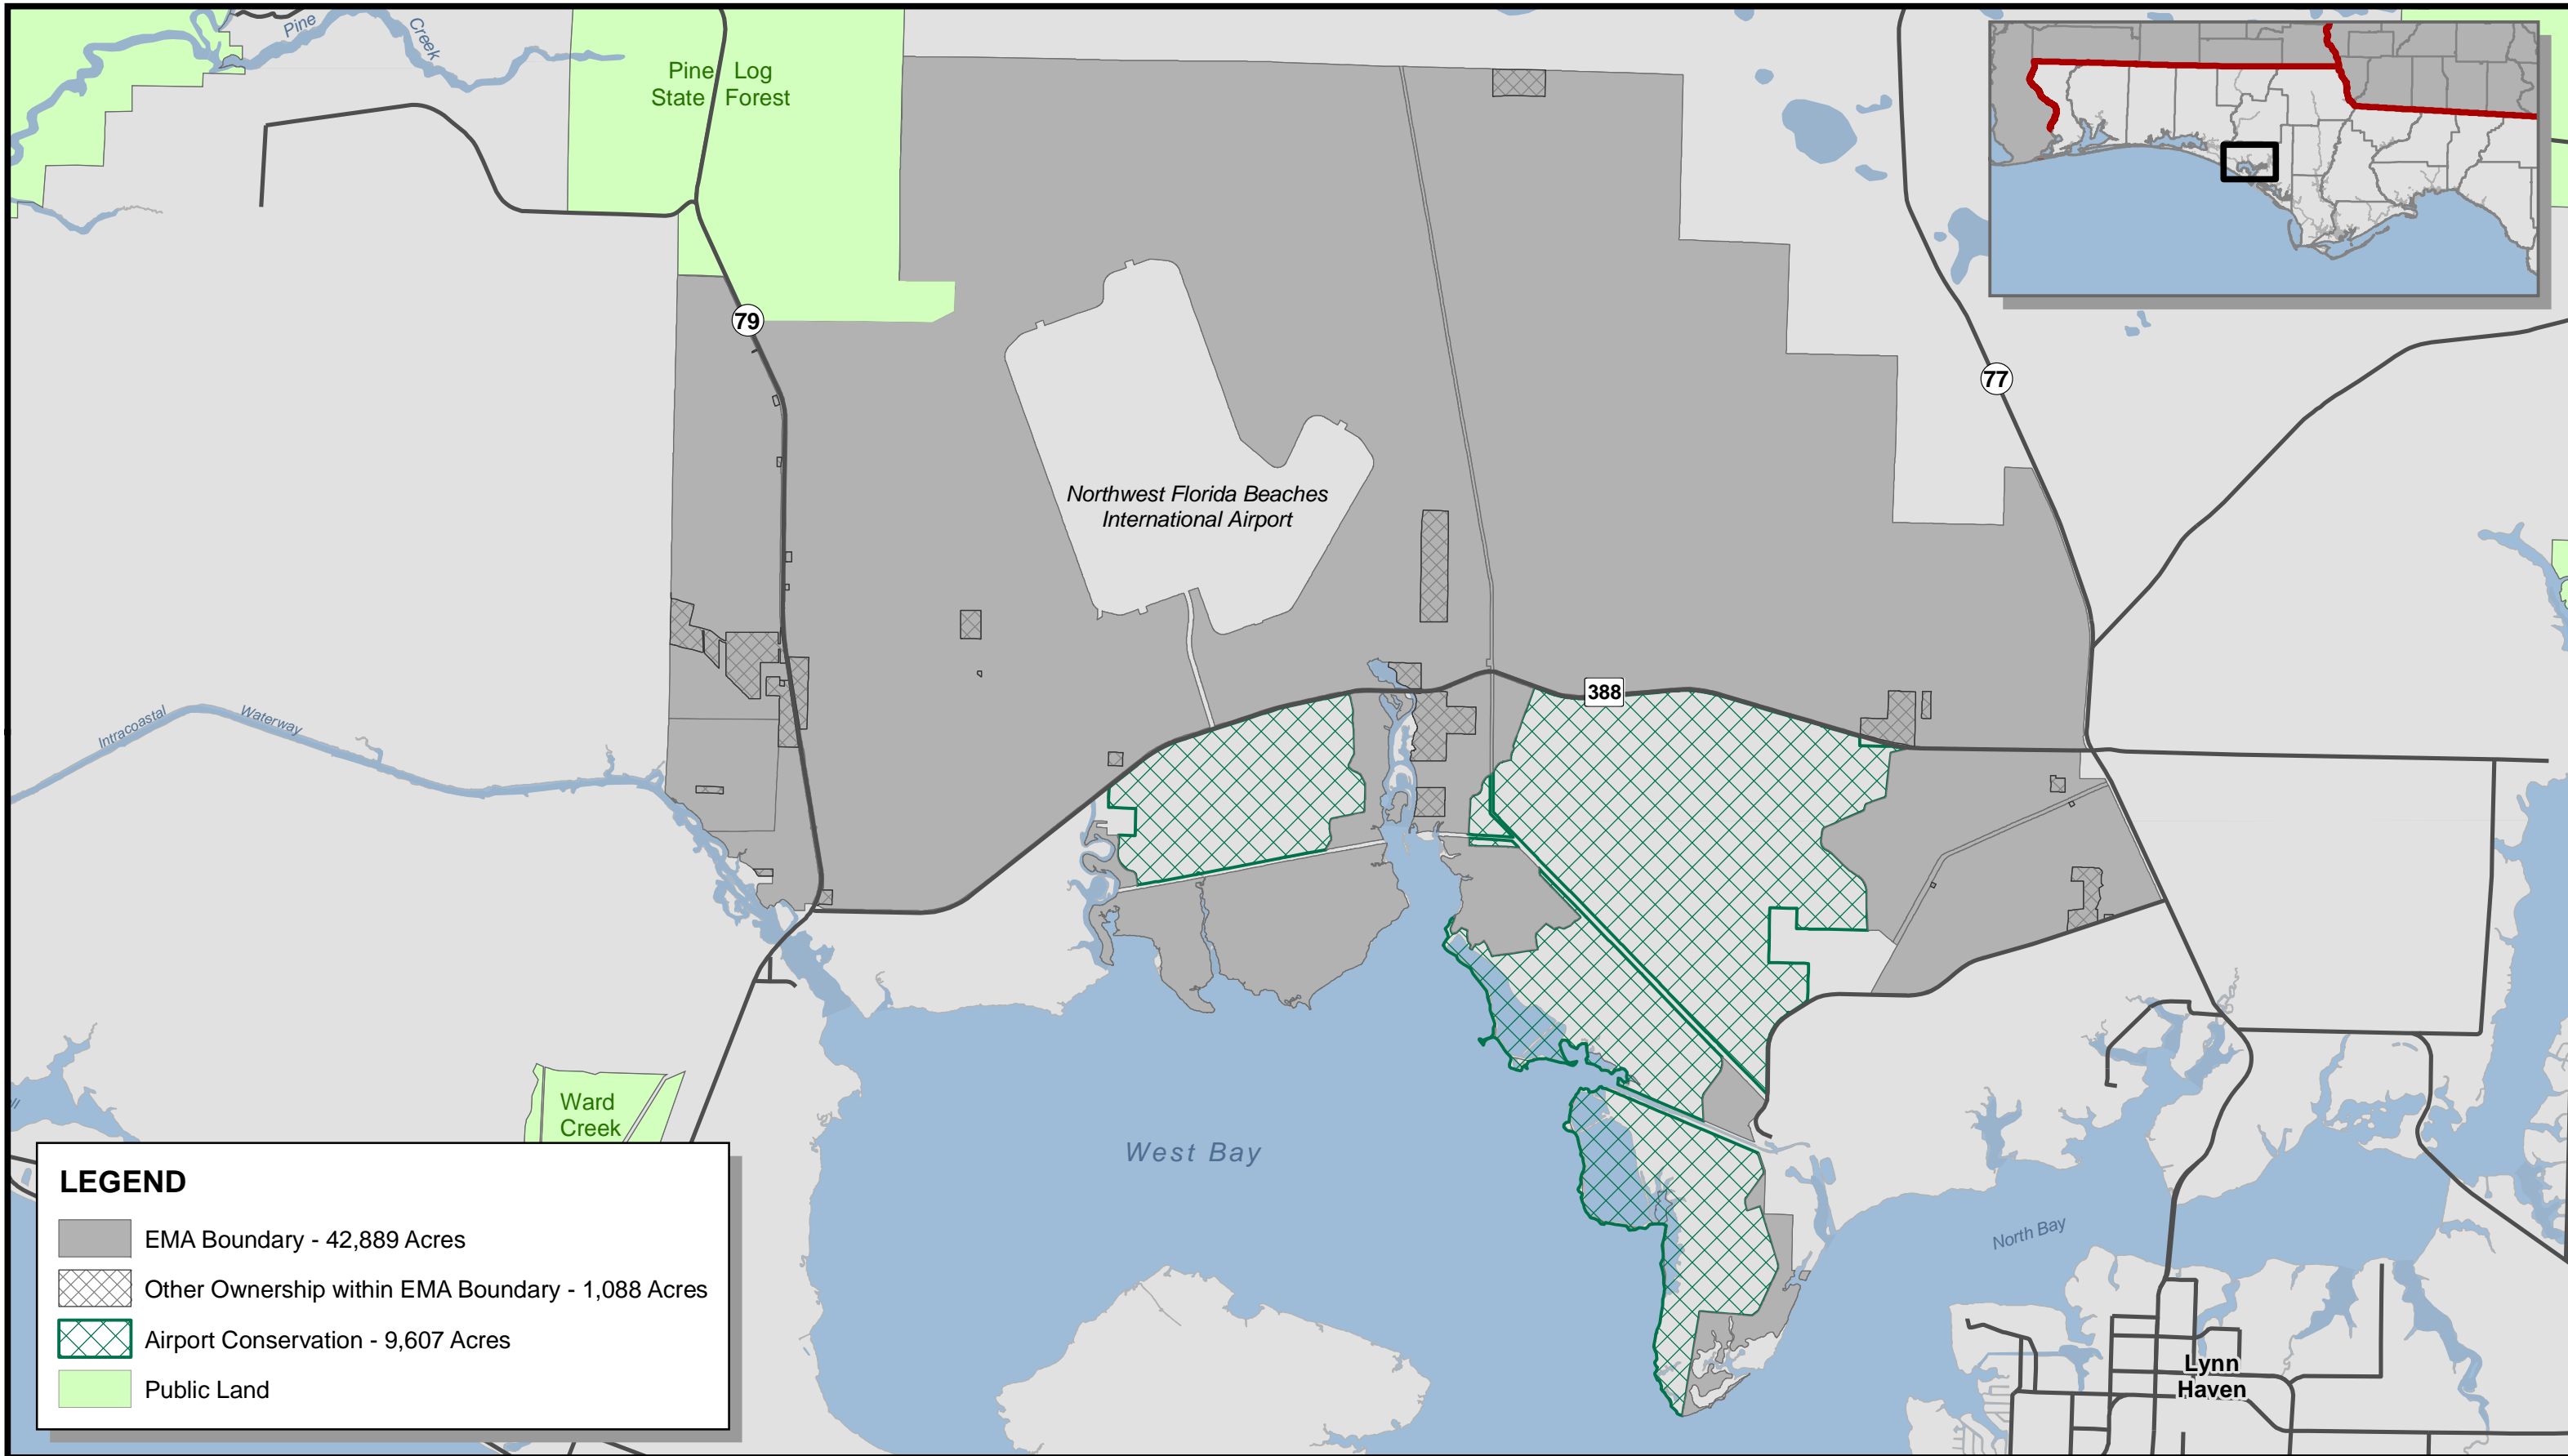 Pine Creek
Pine Log
State Forest
79
77
Northwest Florida Beaches
International Airport
388
Intracoastal Waterway
Ward
Creek
West Bay
North Bay
Lynn
Haven
LEGEND
EMA Boundary - 42,889 Acres
Other Ownership within EMA Boundary - 1,088 Acres
Airport Conservation - 9,607 Acres
Public Land